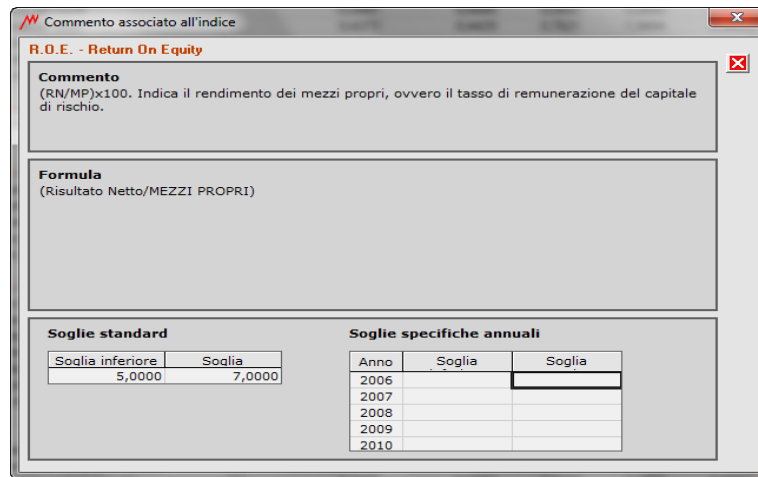 Commento associato all'indice
R.O.E. - Return On Equity
Commento
(RN/MP)x100. Indica il rendimento dei mezzi propri, ovvero il tasso di remunerazione del capitale
di rischio.
Formula
(Risultato Netto/MEZZI PROPRI)
Soglie standard
Soglia inferiore Soglia
5,0000 7,0000
Soglie specifiche annuali
Anno Soglia Soglia
2006
2007
2008
2009
2010